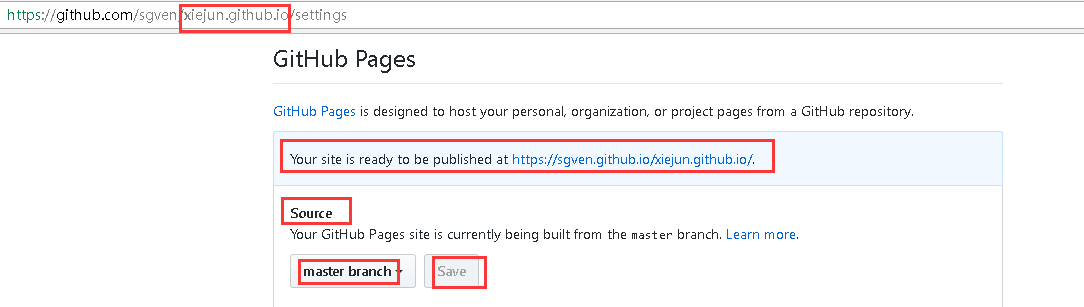 https://github.com/sgven/xiejun.github.io/settings
GitHub Pages
GitHub Pages is designed to host your personal, organization, or project pages from a GitHub repository.
Your site is ready to be published at https://sgven.github.io/xiejun.github.io/.
Source
Your GitHub Pages site is currently being built from the master branch. Learn more.
master branch Save